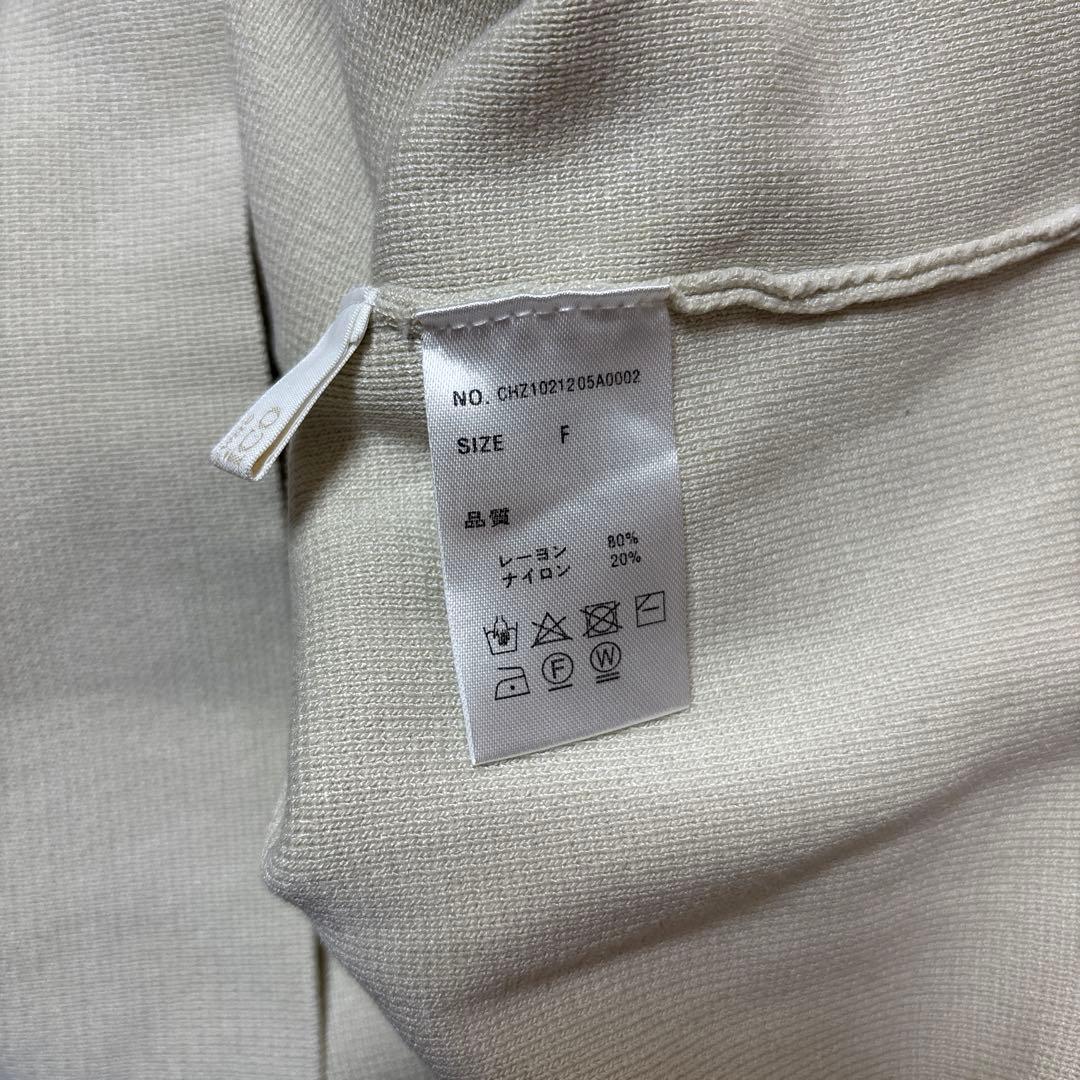 NO. CHZ1021205A0002
SIZE F
品質
レーヨン 80%
ナイロン 20%
F W